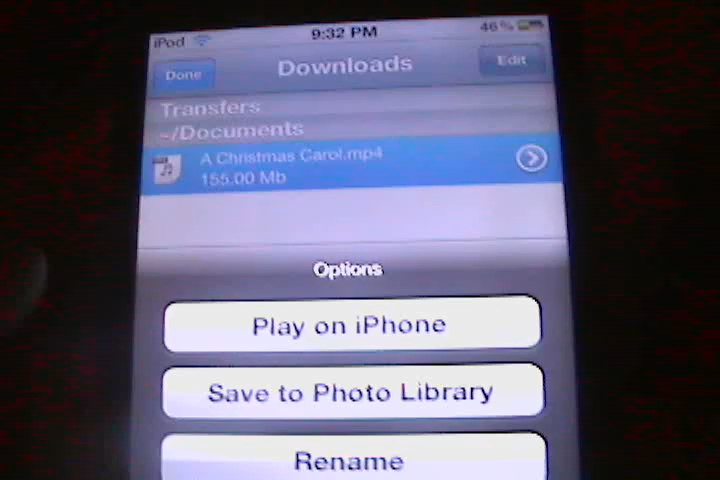 iPod 9:32 PM 46%
Done Downloads Edit
Transfers
~/Documents
A Christmas Carol.mp4
155.00 Mb
Options
Play on iPhone
Save to Photo Library
Rename